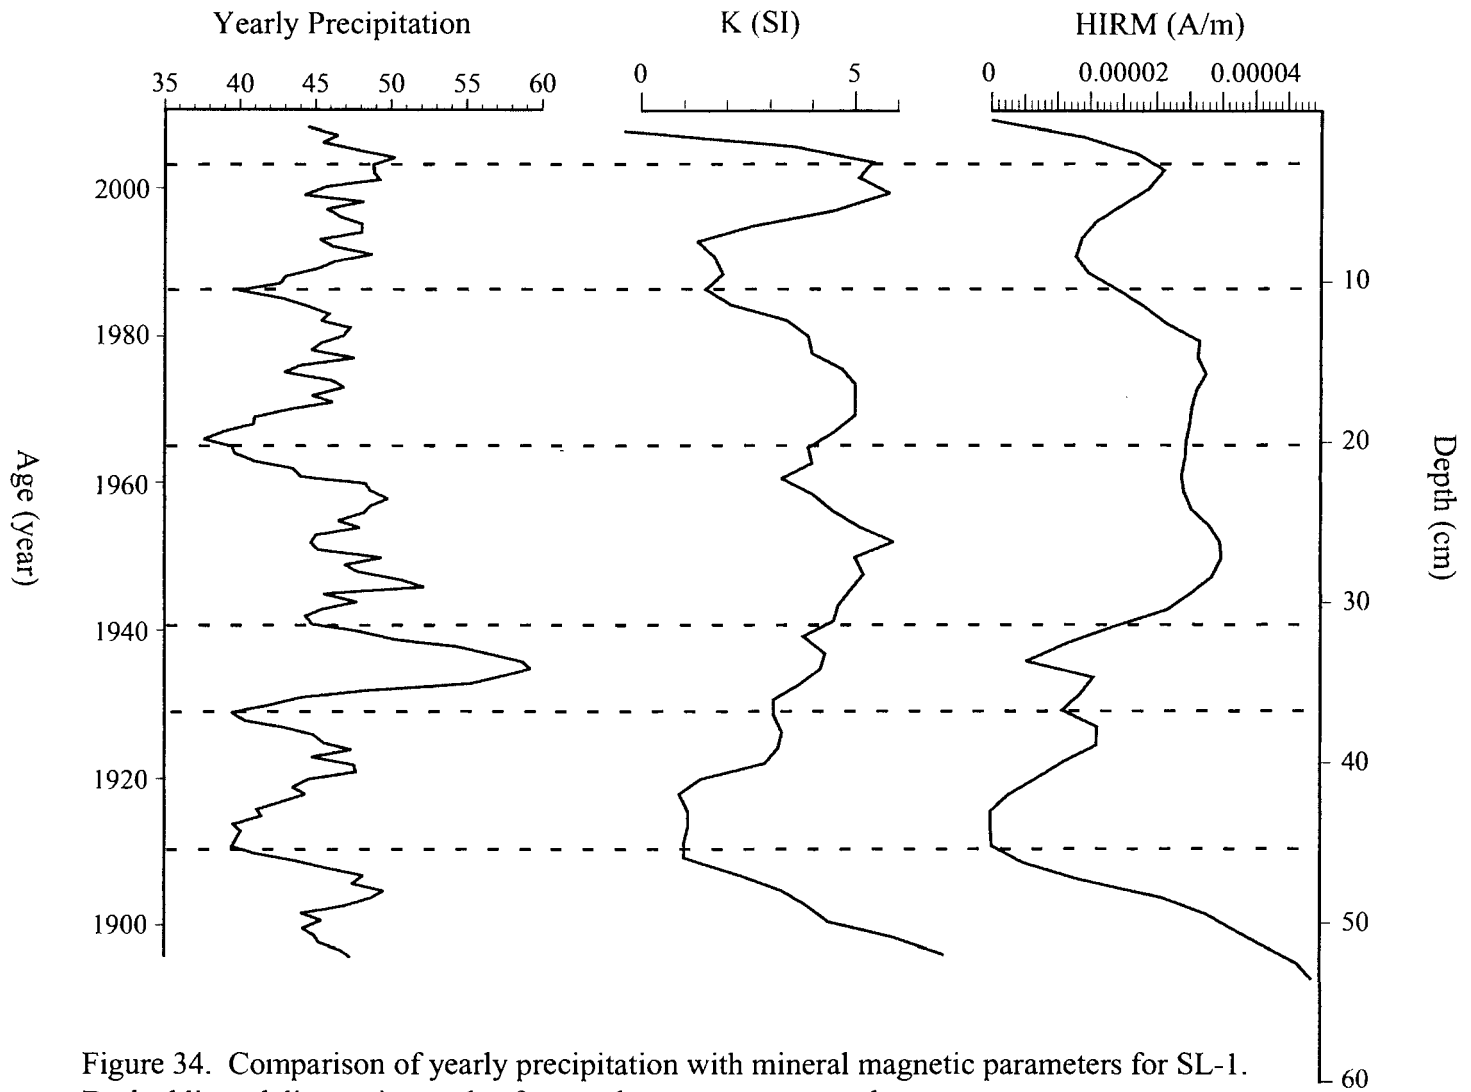 Yearly Precipitation K (SI) HIRM (A/m)
35 40 45 50 55 60 0 5 0 0.00002 0.00004
2000
1980
1960
1940
1920
1900
Age (year)
10
20
30
40
50
60
Depth (cm)
Figure 34. Comparison of yearly precipitation with mineral magnetic parameters for SL-1.